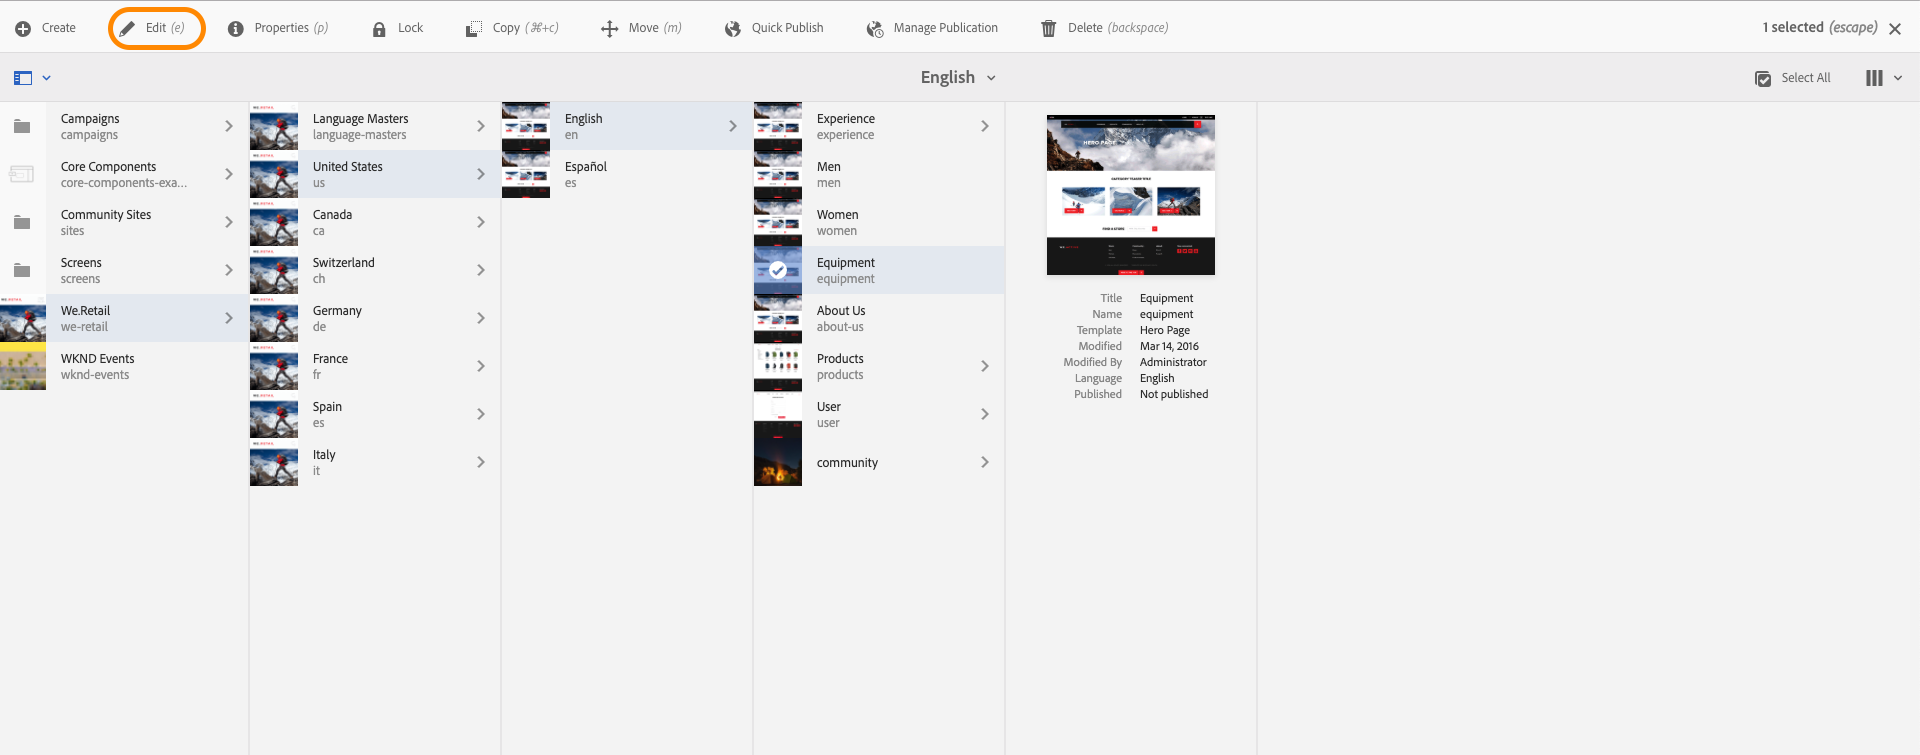 Create
Edit (e)
Properties (p)
Lock
Copy (⌘+c)
Move (m)
Quick Publish
Manage Publication
Delete (backspace)
1 selected (escape)
English
Select All
Campaigns
campaigns
Core Components
core-components-exa...
Community Sites
sites
Screens
screens
We.Retail
we-retail
WKND Events
wknd-events
Language Masters
language-masters
United States
us
Canada
ca
Switzerland
ch
Germany
de
France
fr
Spain
es
Italy
it
English
en
Español
es
Experience
experience
Men
men
Women
women
Equipment
equipment
About Us
about-us
Products
products
User
user
community
HERO PAGE
Title Equipment
Name equipment
Template Hero Page
Modified Mar 14, 2016
Modified By Administrator
Language English
Published Not published